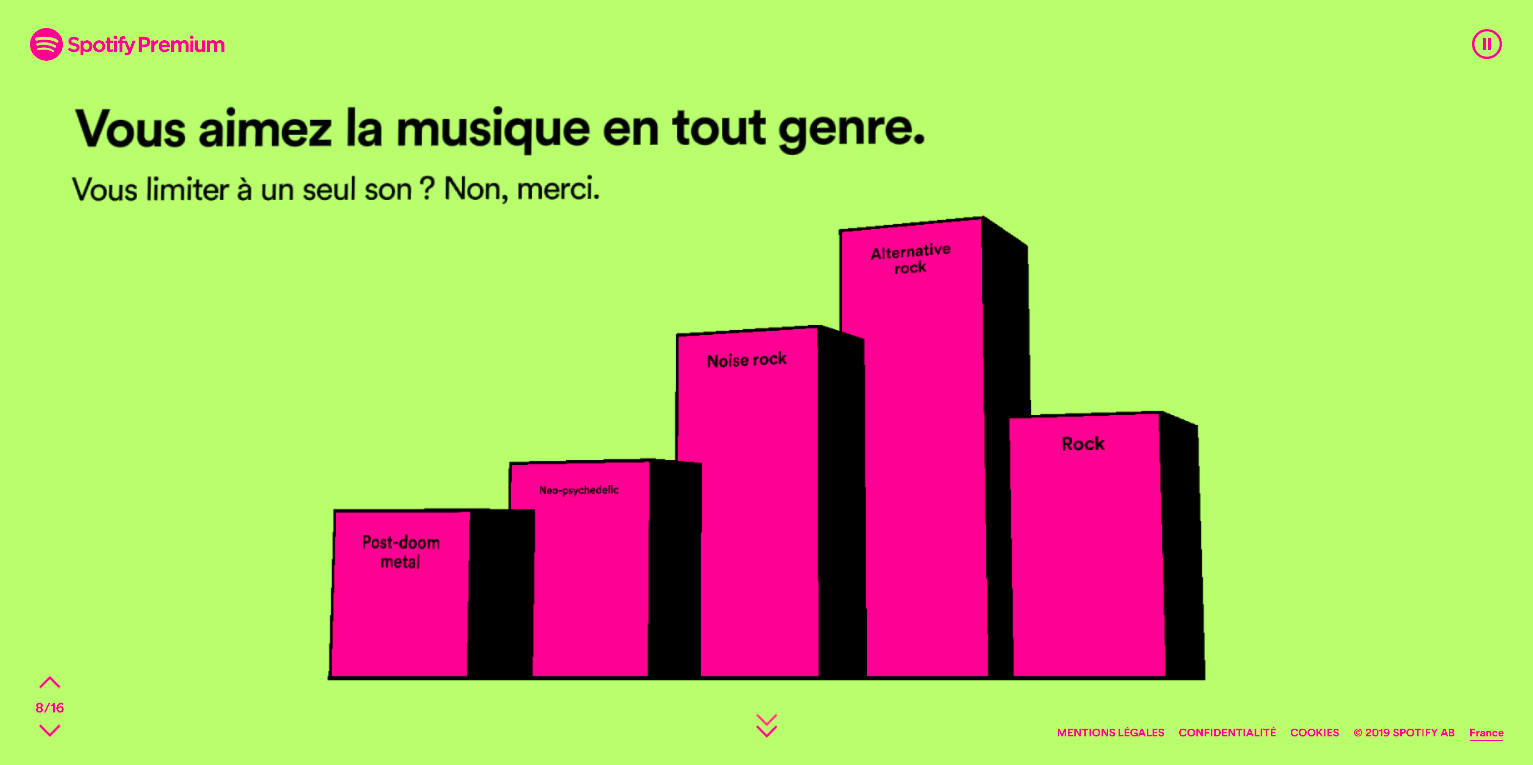 Spotify Premium
Vous aimez la musique en tout genre.
Vous limiter à un seul son ? Non, merci.
Alternative
rock
Noise rock
Rock
Neo-psychedelic
Post-doom
metal
8/16
MENTIONS LÉGALES CONFIDENTIALITÉ COOKIES © 2019 SPOTIFY AB France